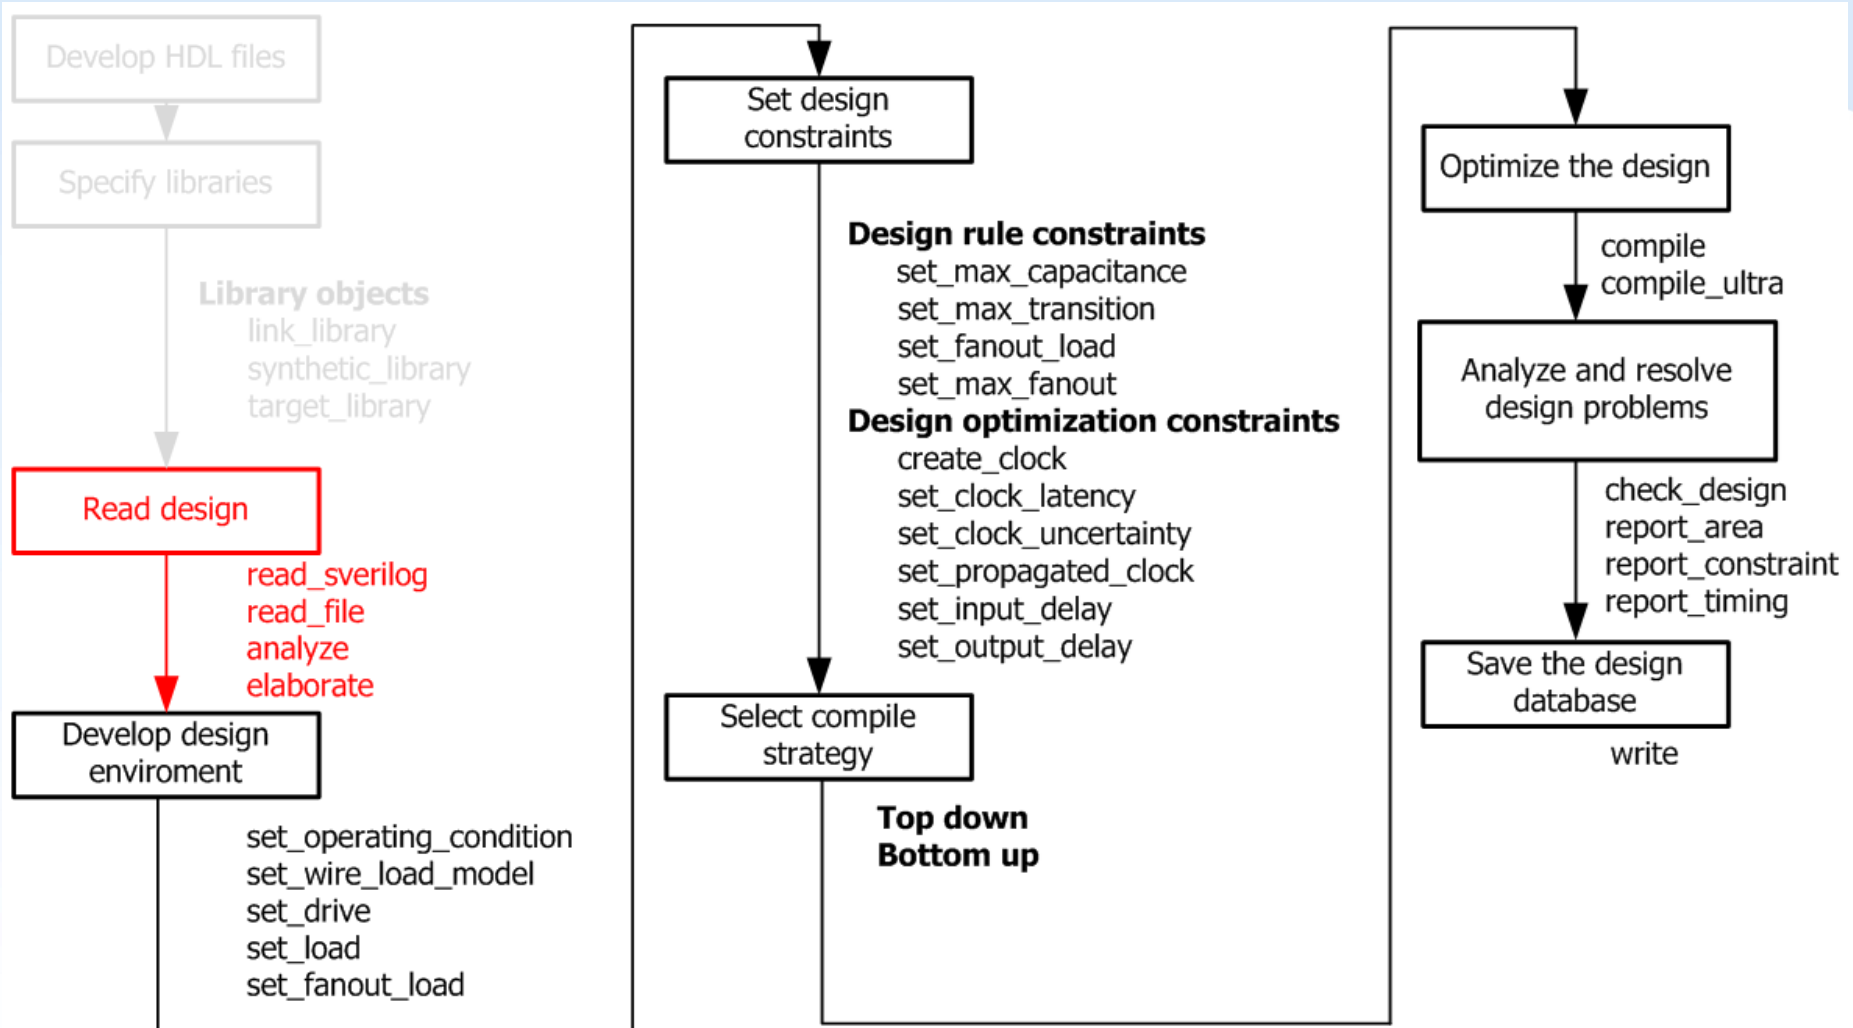 Develop HDL files
Specify libraries
Library objects
link_library
synthetic_library
target_library
Read design
read_sverilog
read_file
analyze
elaborate
Develop design
enviroment
set_operating_condition
set_wire_load_model
set_drive
set_load
set_fanout_load
Set design
constraints
Design rule constraints
set_max_capacitance
set_max_transition
set_fanout_load
set_max_fanout
Design optimization constraints
create_clock
set_clock_latency
set_clock_uncertainty
set_propagated_clock
set_input_delay
set_output_delay
Select compile
strategy
Top down
Bottom up
Optimize the design
compile
compile_ultra
Analyze and resolve
design problems
check_design
report_area
report_constraint
report_timing
Save the design
database
write